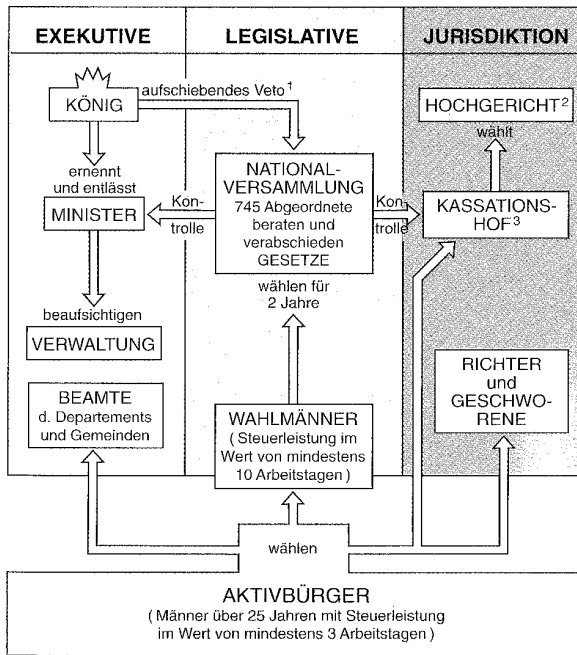 EXEKUTIVE
LEGISLATIVE
JURISDIKTION
KÖNIG
aufschiebendes Veto¹
ernennt
und entlässt
MINISTER
beaufsichtigen
VERWALTUNG
BEAMTE
d. Departements
und Gemeinden
Kon-
trolle
NATIONAL-
VERSAMMLUNG
745 Abgeordnete
beraten und
verabschieden
GESETZE
wählen für
2 Jahre
WAHLMÄNNER
( Steuerleistung im
Wert von mindestens
10 Arbeitstagen )
Kon-
trolle
HOCHGERICHT²
wählt
KASSATIONS-
HOF³
RICHTER
und
GESCHWO-
RENE
wählen
AKTIVBÜRGER
( Männer über 25 Jahren mit Steuerleistung
im Wert von mindestens 3 Arbeitstagen )